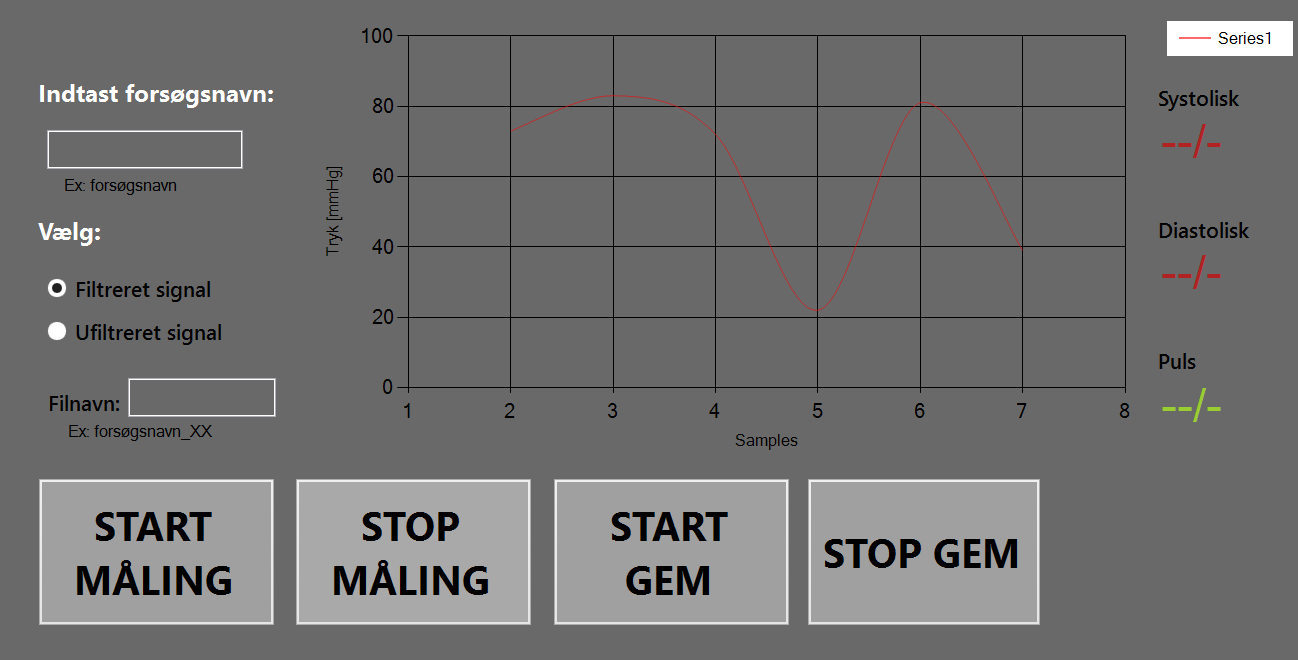 Indtast forsøgsnavn:
Ex: forsøgsnavn
Vælg:
Filtreret signal
Ufiltreret signal
Filnavn:
Ex: forsøgsnavn_XX
100
80
60
40
20
0
Tryk [mmHg]
1 2 3 4 5 6 7 8
Samples
Series1
Systolisk
--/-
Diastolisk
--/-
Puls
--/-
START
MÅLING
STOP
MÅLING
START
GEM
STOP GEM